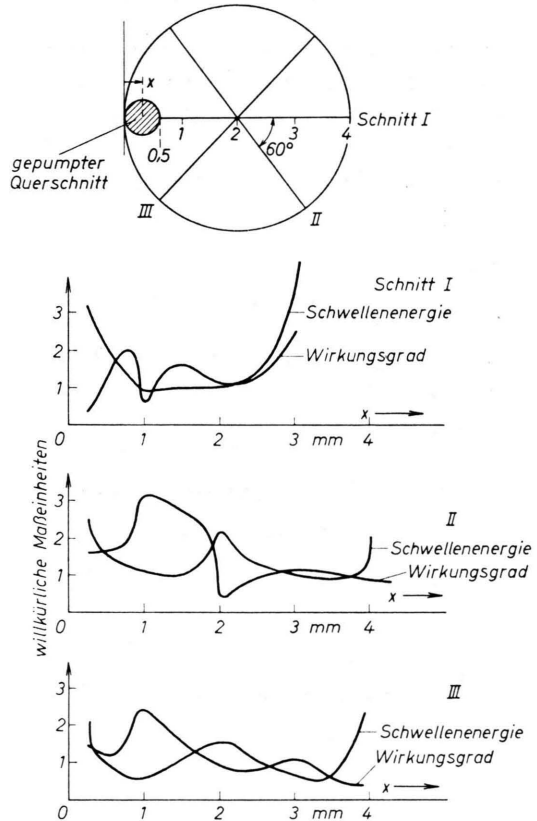 x
Schnitt I
1 2 3 4
0,5
60°
gepumpter
Querschnitt
III
II
Schnitt I
3
Schwellenenergie
2
Wirkungsgrad
1
x
0 1 2 3 mm 4
willkürliche Maßeinheiten
II
3
2
Schwellenenergie
1
Wirkungsgrad
x
0 1 2 mm 3 4
III
3
2
Schwellenenergie
Wirkungsgrad
1
x
0 1 2 mm 3 4